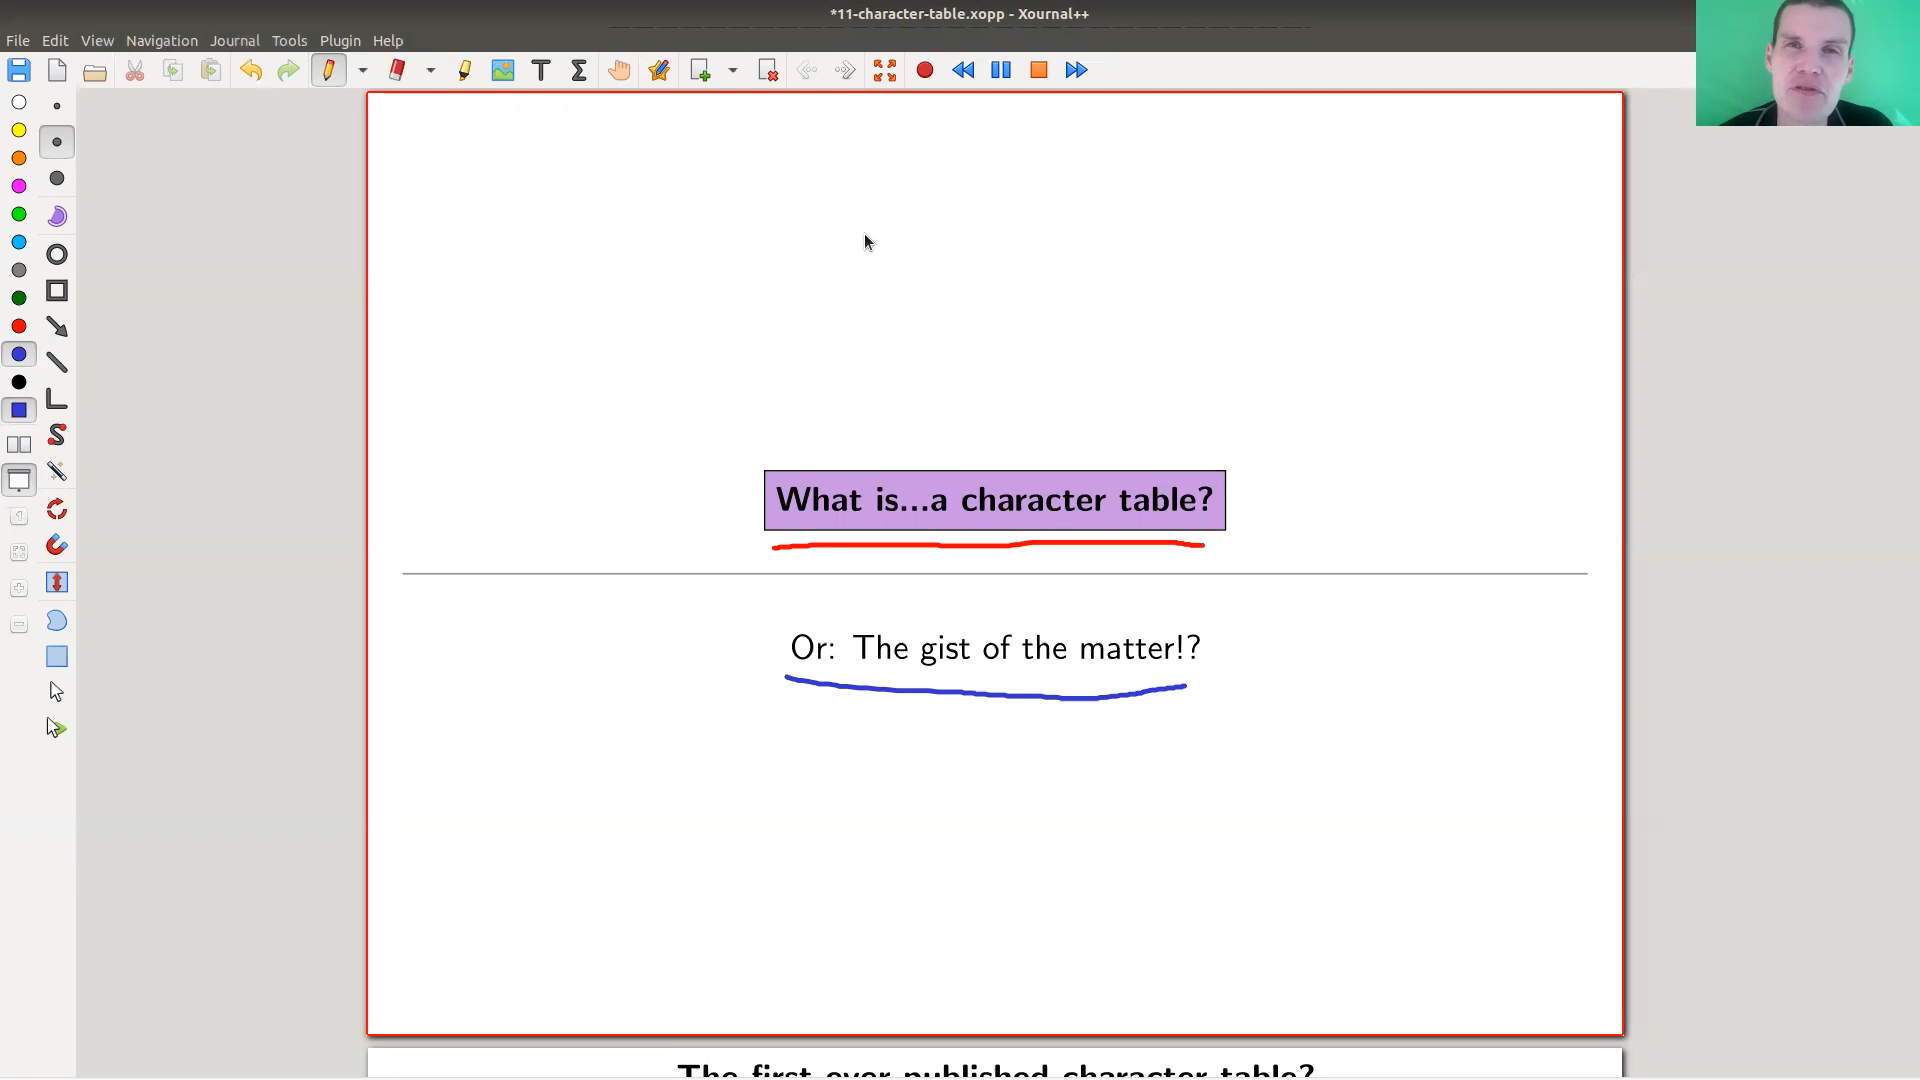 *11-character-table.xopp - Xournal++
File Edit View Navigation Journal Tools Plugin Help
What is...a character table?
Or: The gist of the matter!?
The first ever published character table?